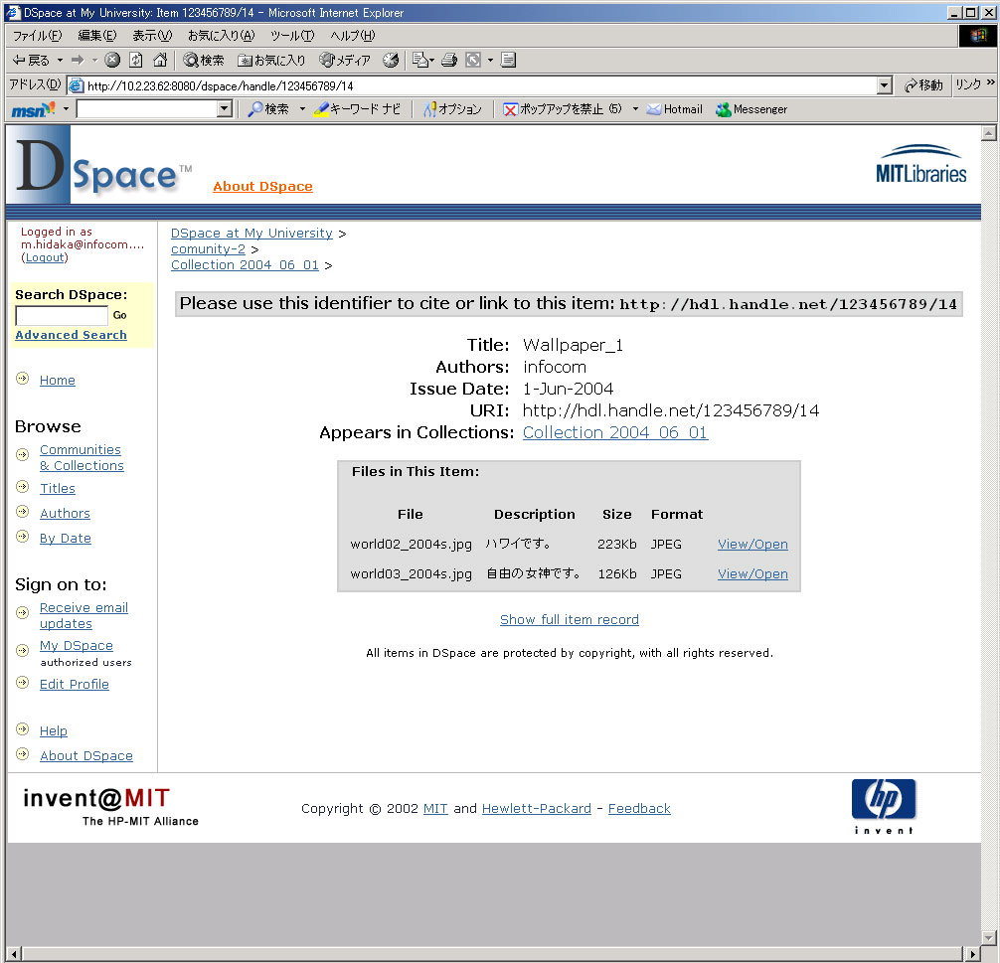 DSpace at My University: Item 123456789/14 - Microsoft Internet Explorer
ファイル(F) 編集(E) 表示(V) お気に入り(A) ツール(T) ヘルプ(H)
戻る 検索 お気に入り メディア
アドレス(D) http://10.2.23.62:8080/dspace/handle/123456789/14 移動 リンク »
msn 検索 キーワード ナビ オプション ポップアップを禁止 (5) Hotmail Messenger
DSpace™ About DSpace MITLibraries
Logged in as
m.hidaka@infocom....
(Logout)
Search DSpace:
Go
Advanced Search
Home
Browse
Communities
& Collections
Titles
Authors
By Date
Sign on to:
Receive email
updates
My DSpace
authorized users
Edit Profile
Help
About DSpace
DSpace at My University >
comunity-2 >
Collection 2004_06_01 >
Please use this identifier to cite or link to this item: http://hdl.handle.net/123456789/14
Title: Wallpaper_1
Authors: infocom
Issue Date: 1-Jun-2004
URI: http://hdl.handle.net/123456789/14
Appears in Collections: Collection 2004_06_01
Files in This Item:
File Description Size Format
world02_2004s.jpg ハワイです。 223Kb JPEG View/Open
world03_2004s.jpg 自由の女神です。 126Kb JPEG View/Open
Show full item record
All items in DSpace are protected by copyright, with all rights reserved.
invent@MIT
The HP-MIT Alliance
Copyright © 2002 MIT and Hewlett-Packard - Feedback
hp
invent